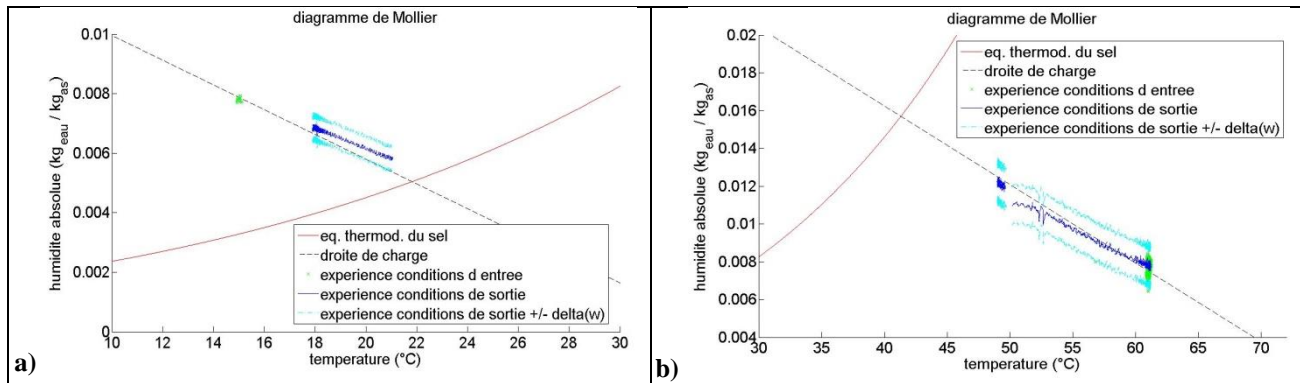 diagramme de Mollier
0.01
0.008
0.006
0.004
0.002
0
humidite absolue (kg_eau / kg_as)
eq. thermod. du sel
droite de charge
experience conditions d entree
experience conditions de sortie
experience conditions de sortie +/- delta(w)
10 12 14 16 18 20 22 24 26 28 30
temperature (°C)
a)
diagramme de Mollier
0.02
0.018
0.016
0.014
0.012
0.01
0.008
0.006
0.004
humidite absolue (kg_eau / kg_as)
eq. thermod. du sel
droite de charge
experience conditions d entree
experience conditions de sortie
experience conditions de sortie +/- delta(w)
30 35 40 45 50 55 60 65 70
temperature (°C)
b)